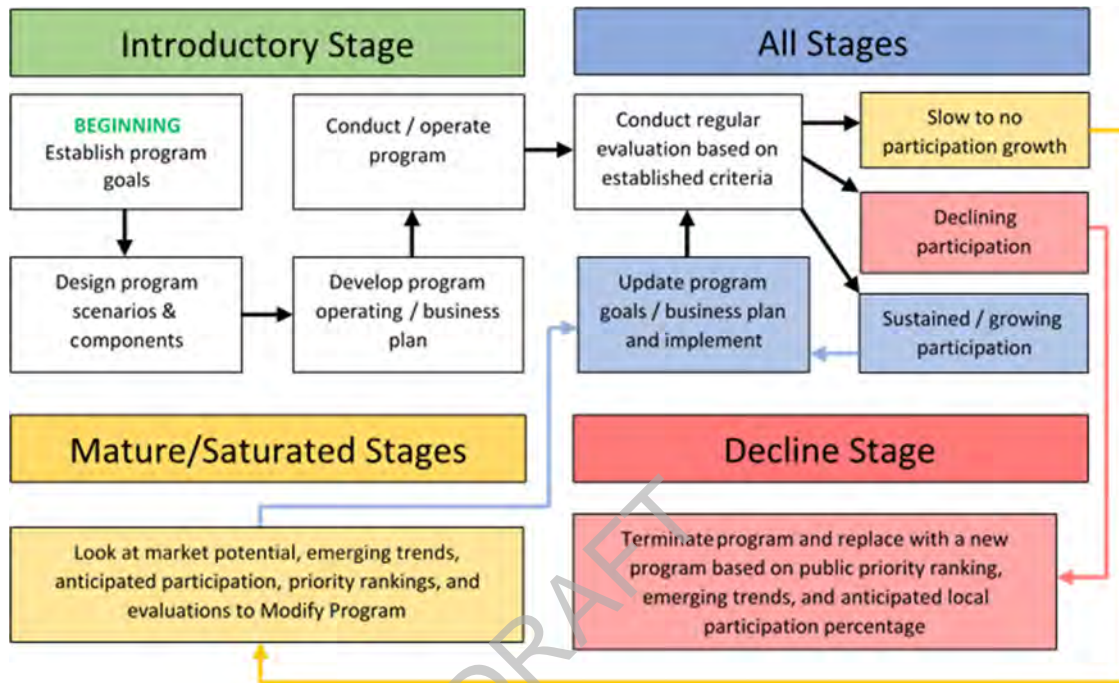 Introductory Stage
BEGINNING
Establish program
goals
Design program
scenarios &
components
Develop program
operating / business
plan
Conduct / operate
program
All Stages
Conduct regular
evaluation based on
established criteria
Slow to no
participation growth
Declining
participation
Sustained / growing
participation
Update program
goals / business plan
and implement
Mature/Saturated Stages
Look at market potential, emerging trends,
anticipated participation, priority rankings, and
evaluations to Modify Program
Decline Stage
Terminate program and replace with a new
program based on public priority ranking,
emerging trends, and anticipated local
participation percentage
DRAFT